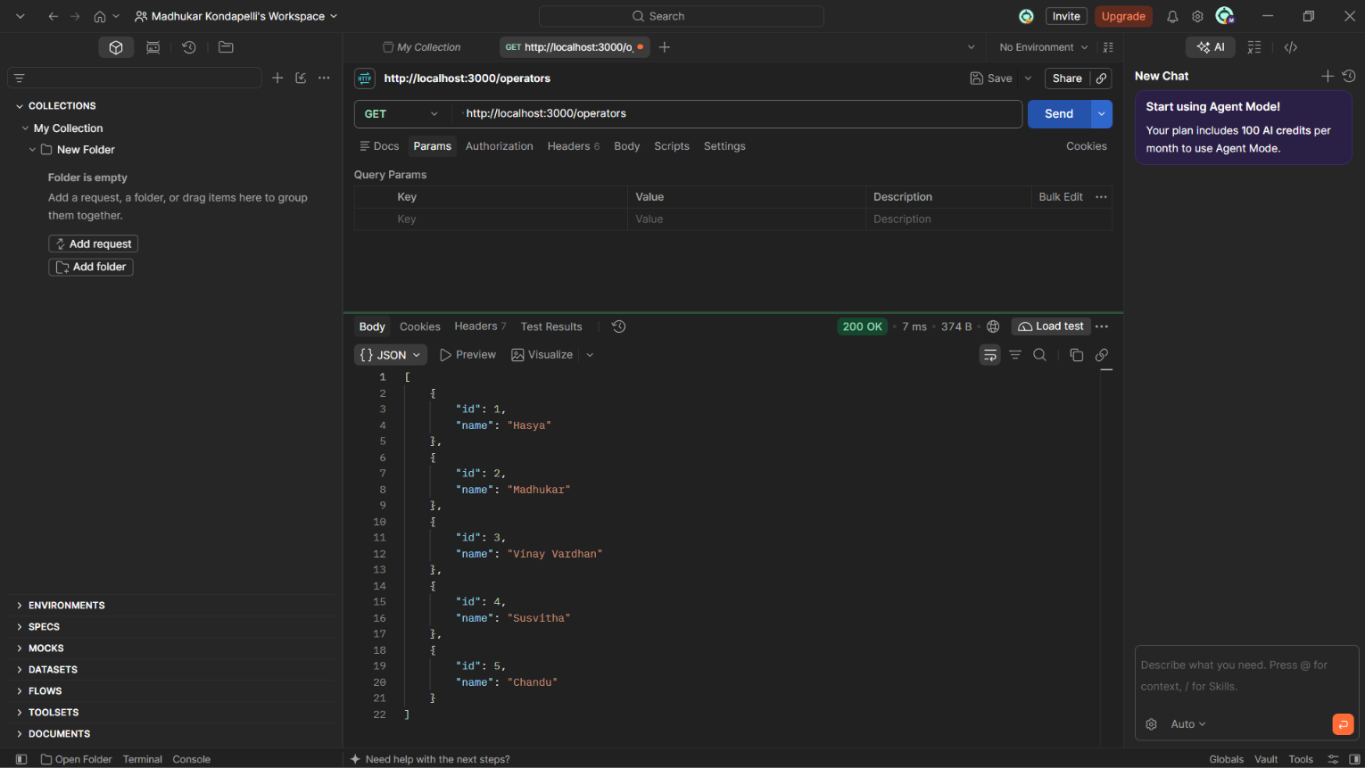 Madhukar Kondapelli's Workspace
Search
Invite
Upgrade
My Collection
GET http://localhost:3000/o
No Environment
AI
http://localhost:3000/operators
Save
Share
New Chat
COLLECTIONS
My Collection
New Folder
Folder is empty
Add a request, a folder, or drag items here to group
them together.
Add request
Add folder
ENVIRONMENTS
SPECS
MOCKS
DATASETS
FLOWS
TOOLSETS
DOCUMENTS
GET
http://localhost:3000/operators
Send
Docs Params Authorization Headers 6 Body Scripts Settings
Cookies
Query Params
Key Value Description Bulk Edit
Key Value Description
Body Cookies Headers 7 Test Results
200 OK • 7 ms • 374 B
Load test
{} JSON Preview Visualize
1 [
2 {
3 "id": 1,
4 "name": "Hasya"
5 },
6 {
7 "id": 2,
8 "name": "Madhukar"
9 },
10 {
11 "id": 3,
12 "name": "Vinay Vardhan"
13 },
14 {
15 "id": 4,
16 "name": "Susvitha"
17 },
18 {
19 "id": 5,
20 "name": "Chandu"
21 }
22 ]
Start using Agent Mode!
Your plan includes 100 AI credits per
month to use Agent Mode.
Describe what you need. Press @ for
context, / for Skills.
Auto
Open Folder Terminal Console
Need help with the next steps?
Globals Vault Tools